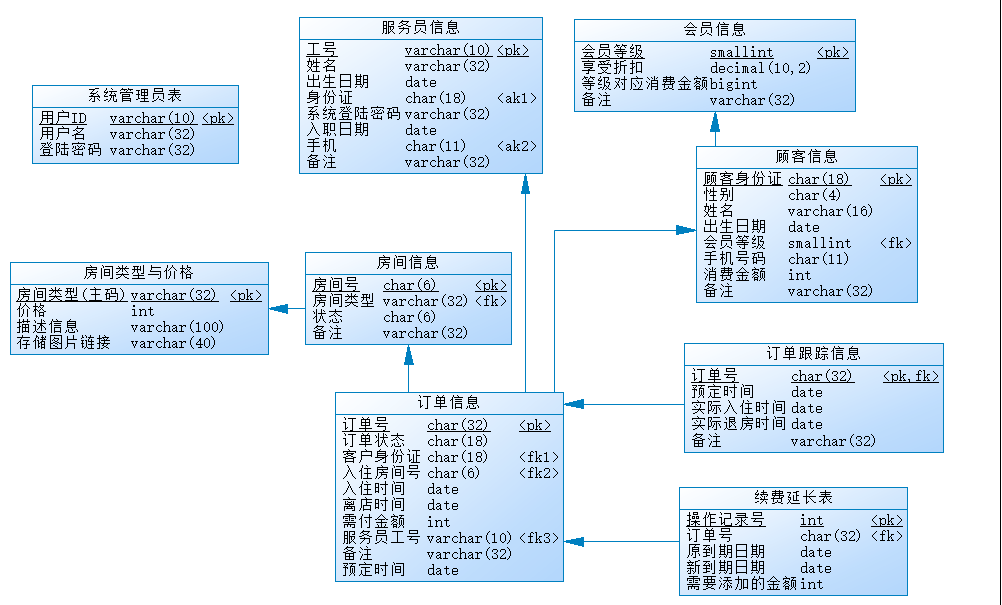 服务员信息
工号 varchar(10) <pk>
姓名 varchar(32)
出生日期 date
身份证 char(18) <ak1>
系统登陆密码 varchar(32)
入职日期 date
手机 char(11) <ak2>
备注 varchar(32)
会员信息
会员等级 smallint <pk>
享受折扣 decimal(10,2)
等级对应消费金额 bigint
备注 varchar(32)
系统管理员表
用户ID varchar(10) <pk>
用户名 varchar(32)
登陆密码 varchar(32)
顾客信息
顾客身份证 char(18) <pk>
性别 char(4)
姓名 varchar(16)
出生日期 date
会员等级 smallint <fk>
手机号码 char(11)
消费金额 int
备注 varchar(32)
房间类型与价格
房间类型(主码) varchar(32) <pk>
价格 int
描述信息 varchar(100)
存储图片链接 varchar(40)
房间信息
房间号 char(6) <pk>
房间类型 varchar(32) <fk>
状态 char(6)
备注 varchar(32)
订单跟踪信息
订单号 char(32) <pk,fk>
预定时间 date
实际入住时间 date
实际退房时间 date
备注 varchar(32)
订单信息
订单号 char(32) <pk>
订单状态 char(18)
客户身份证 char(18) <fk1>
入住房间号 char(6) <fk2>
入住时间 date
离店时间 date
需付金额 int
服务员工号 varchar(10) <fk3>
备注 varchar(32)
预定时间 date
续费延长表
操作记录号 int <pk>
订单号 char(32) <fk>
原到期日期 date
新到期日期 date
需要添加的金额 int